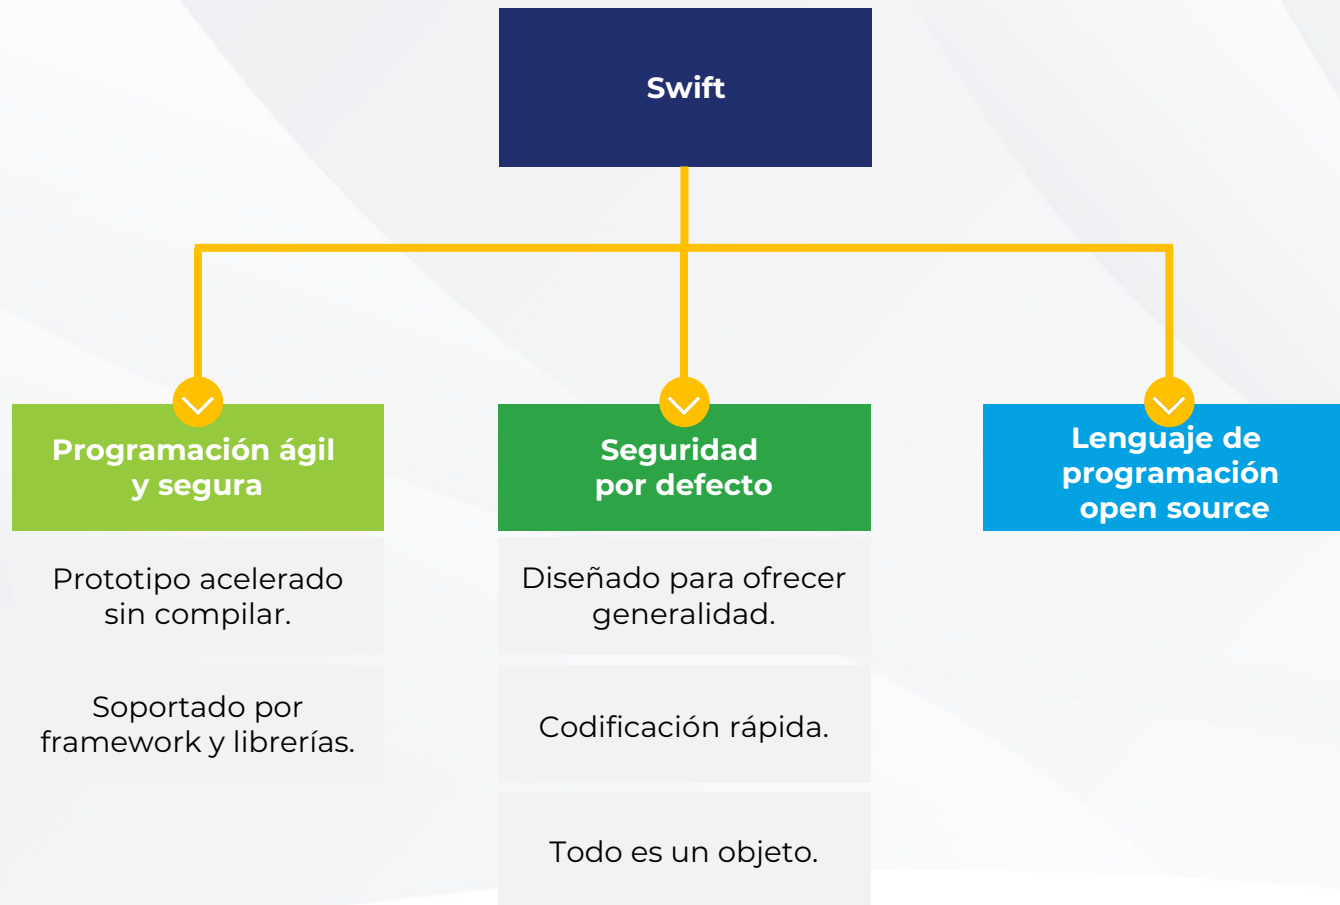 Swift
Programación ágil
y segura
Prototipo acelerado
sin compilar.
Soportado por
framework y librerías.
Seguridad
por defecto
Diseñado para ofrecer
generalidad.
Codificación rápida.
Todo es un objeto.
Lenguaje de
programación
open source